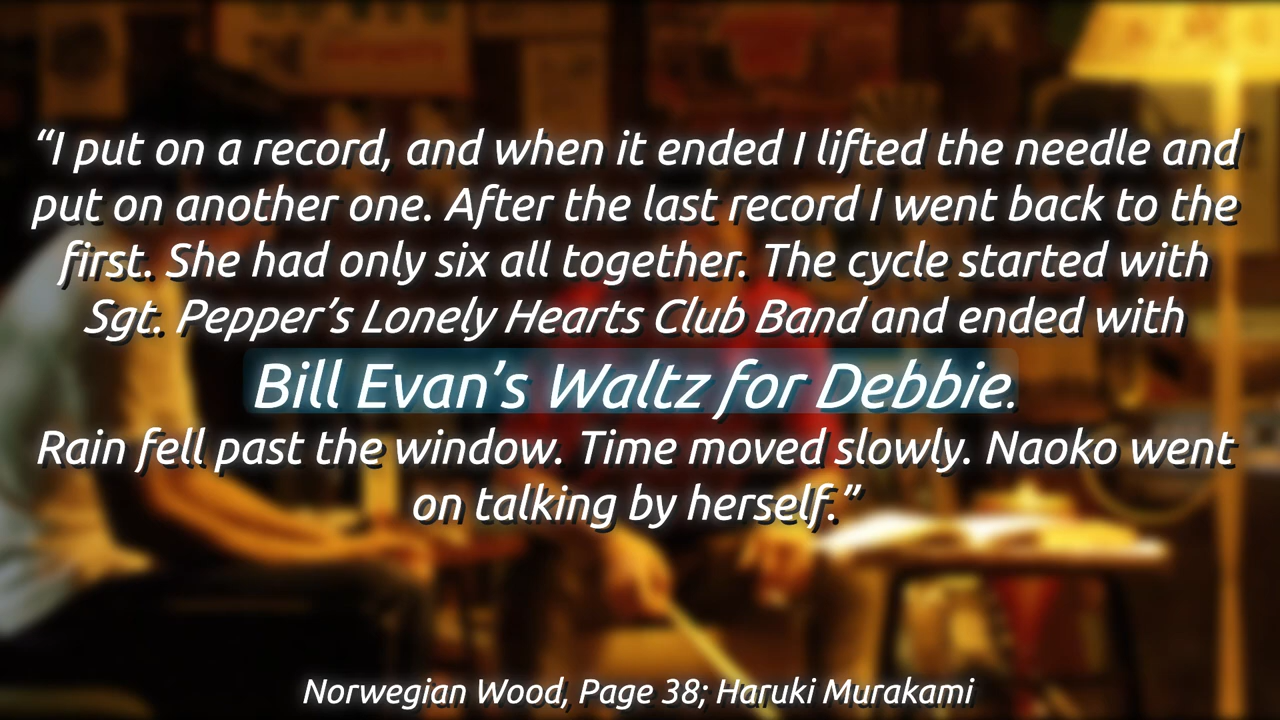 “I put on a record, and when it ended I lifted the needle and
put on another one. After the last record I went back to the
first. She had only six all together. The cycle started with
Sgt. Pepper’s Lonely Hearts Club Band and ended with
Bill Evan’s Waltz for Debbie.
Rain fell past the window. Time moved slowly. Naoko went
on talking by herself.”
Norwegian Wood, Page 38; Haruki Murakami